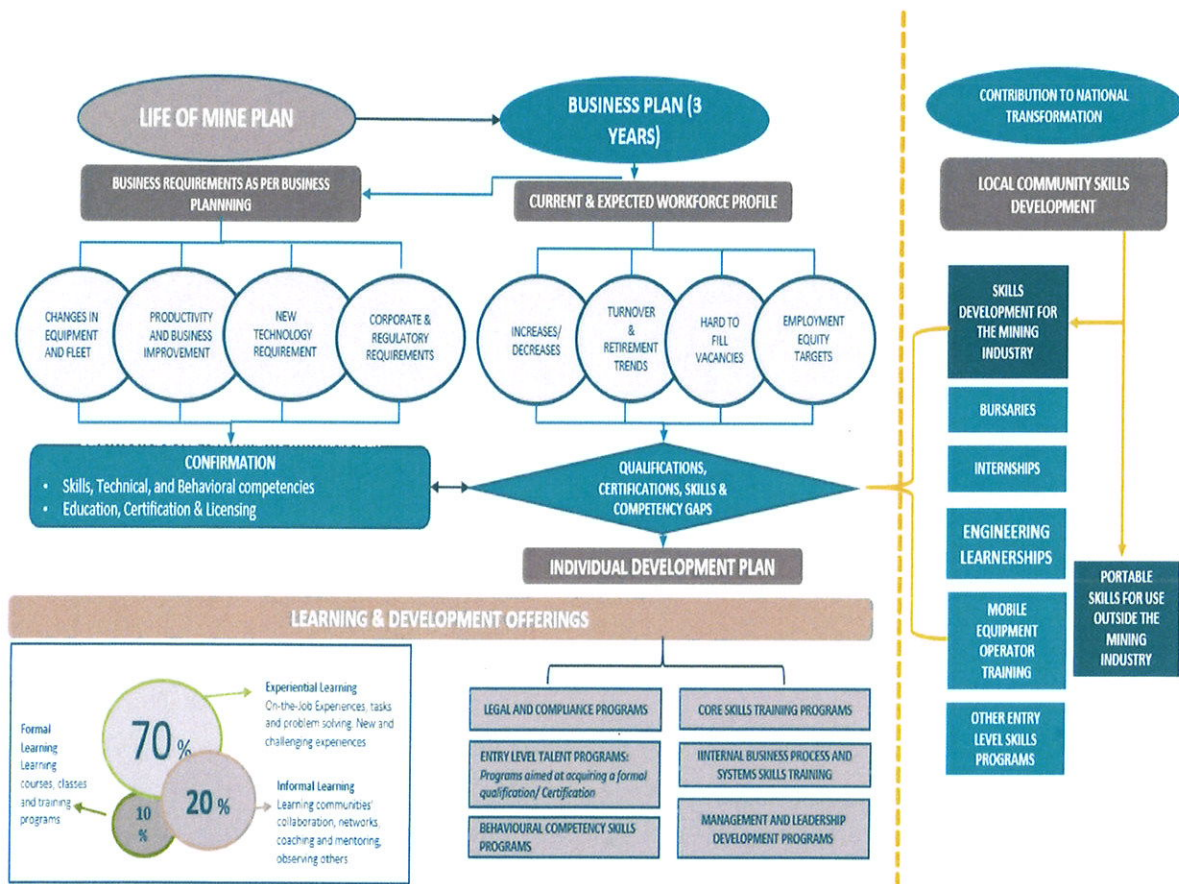 LIFE OF MINE PLAN
BUSINESS PLAN (3
YEARS)
BUSINESS REQUIREMENTS AS PER BUSINESS
PLANNNING
CURRENT & EXPECTED WORKFORCE PROFILE
CHANGES IN
EQUIPMENT
AND FLEET
PRODUCTIVITY
AND BUSINESS
IMPROVEMENT
NEW
TECHNOLOGY
REQUIREMENT
CORPORATE &
REGULATORY
REQUIREMENTS
INCREASES/
DECREASES
TURNOVER
&
RETIREMENT
TRENDS
HARD TO
FILL
VACANCIES
EMPLOYMENT
EQUITY
TARGETS
CONFIRMATION
• Skills, Technical, and Behavioral competencies
• Education, Certification & Licensing
QUALIFICATIONS,
CERTIFICATIONS, SKILLS &
COMPETENCY GAPS
INDIVIDUAL DEVELOPMENT PLAN
LEARNING & DEVELOPMENT OFFERINGS
Formal
Learning
Learning
courses, classes
and training
programs
70 %
20 %
10
%
Experiential Learning
On-the-Job Experiences, tasks
and problem solving. New and
challenging experiences
Informal Learning
Learning communities'
collaboration, networks,
coaching and mentoring,
observing others
LEGAL AND COMPLIANCE PROGRAMS
ENTRY LEVEL TALENT PROGRAMS:
Programs aimed at acquiring a formal
qualification/ Certification
BEHAVIOURAL COMPETENCY SKILLS
PROGRAMS
CORE SKILLS TRAINING PROGRAMS
IINTERNAL BUSINESS PROCESS AND
SYSTEMS SKILLS TRAINING
MANAGEMENT AND LEADERSHIP
DEVELOPMENT PROGRAMS
CONTRIBUTION TO NATIONAL
TRANSFORMATION
LOCAL COMMUNITY SKILLS
DEVELOPMENT
SKILLS
DEVELOPMENT FOR
THE MINING
INDUSTRY
BURSARIES
INTERNSHIPS
ENGINEERING
LEARNERSHIPS
MOBILE
EQUIPMENT
OPERATOR
TRAINING
OTHER ENTRY
LEVEL SKILLS
PROGRAMS
PORTABLE
SKILLS FOR USE
OUTSIDE THE
MINING
INDUSTRY